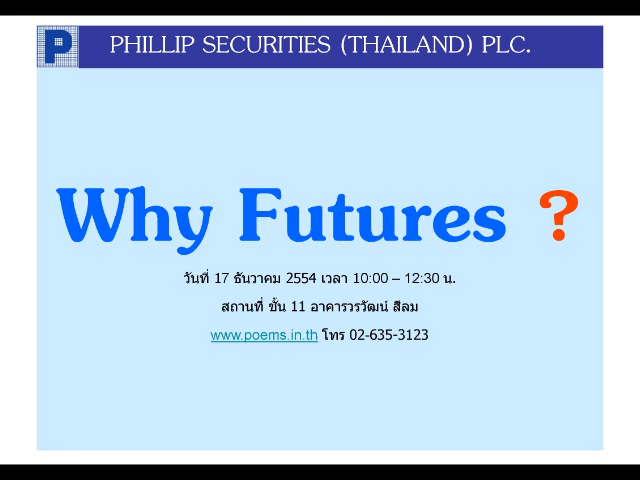 P
PHILLIP SECURITIES (THAILAND) PLC.
Why Futures ?
วันที่ 17 ธันวาคม 2554 เวลา 10:00 – 12:30 น.
สถานที่ ชั้น 11 อาคารวรวัฒน์ สีลม
www.poems.in.th โทร 02-635-3123